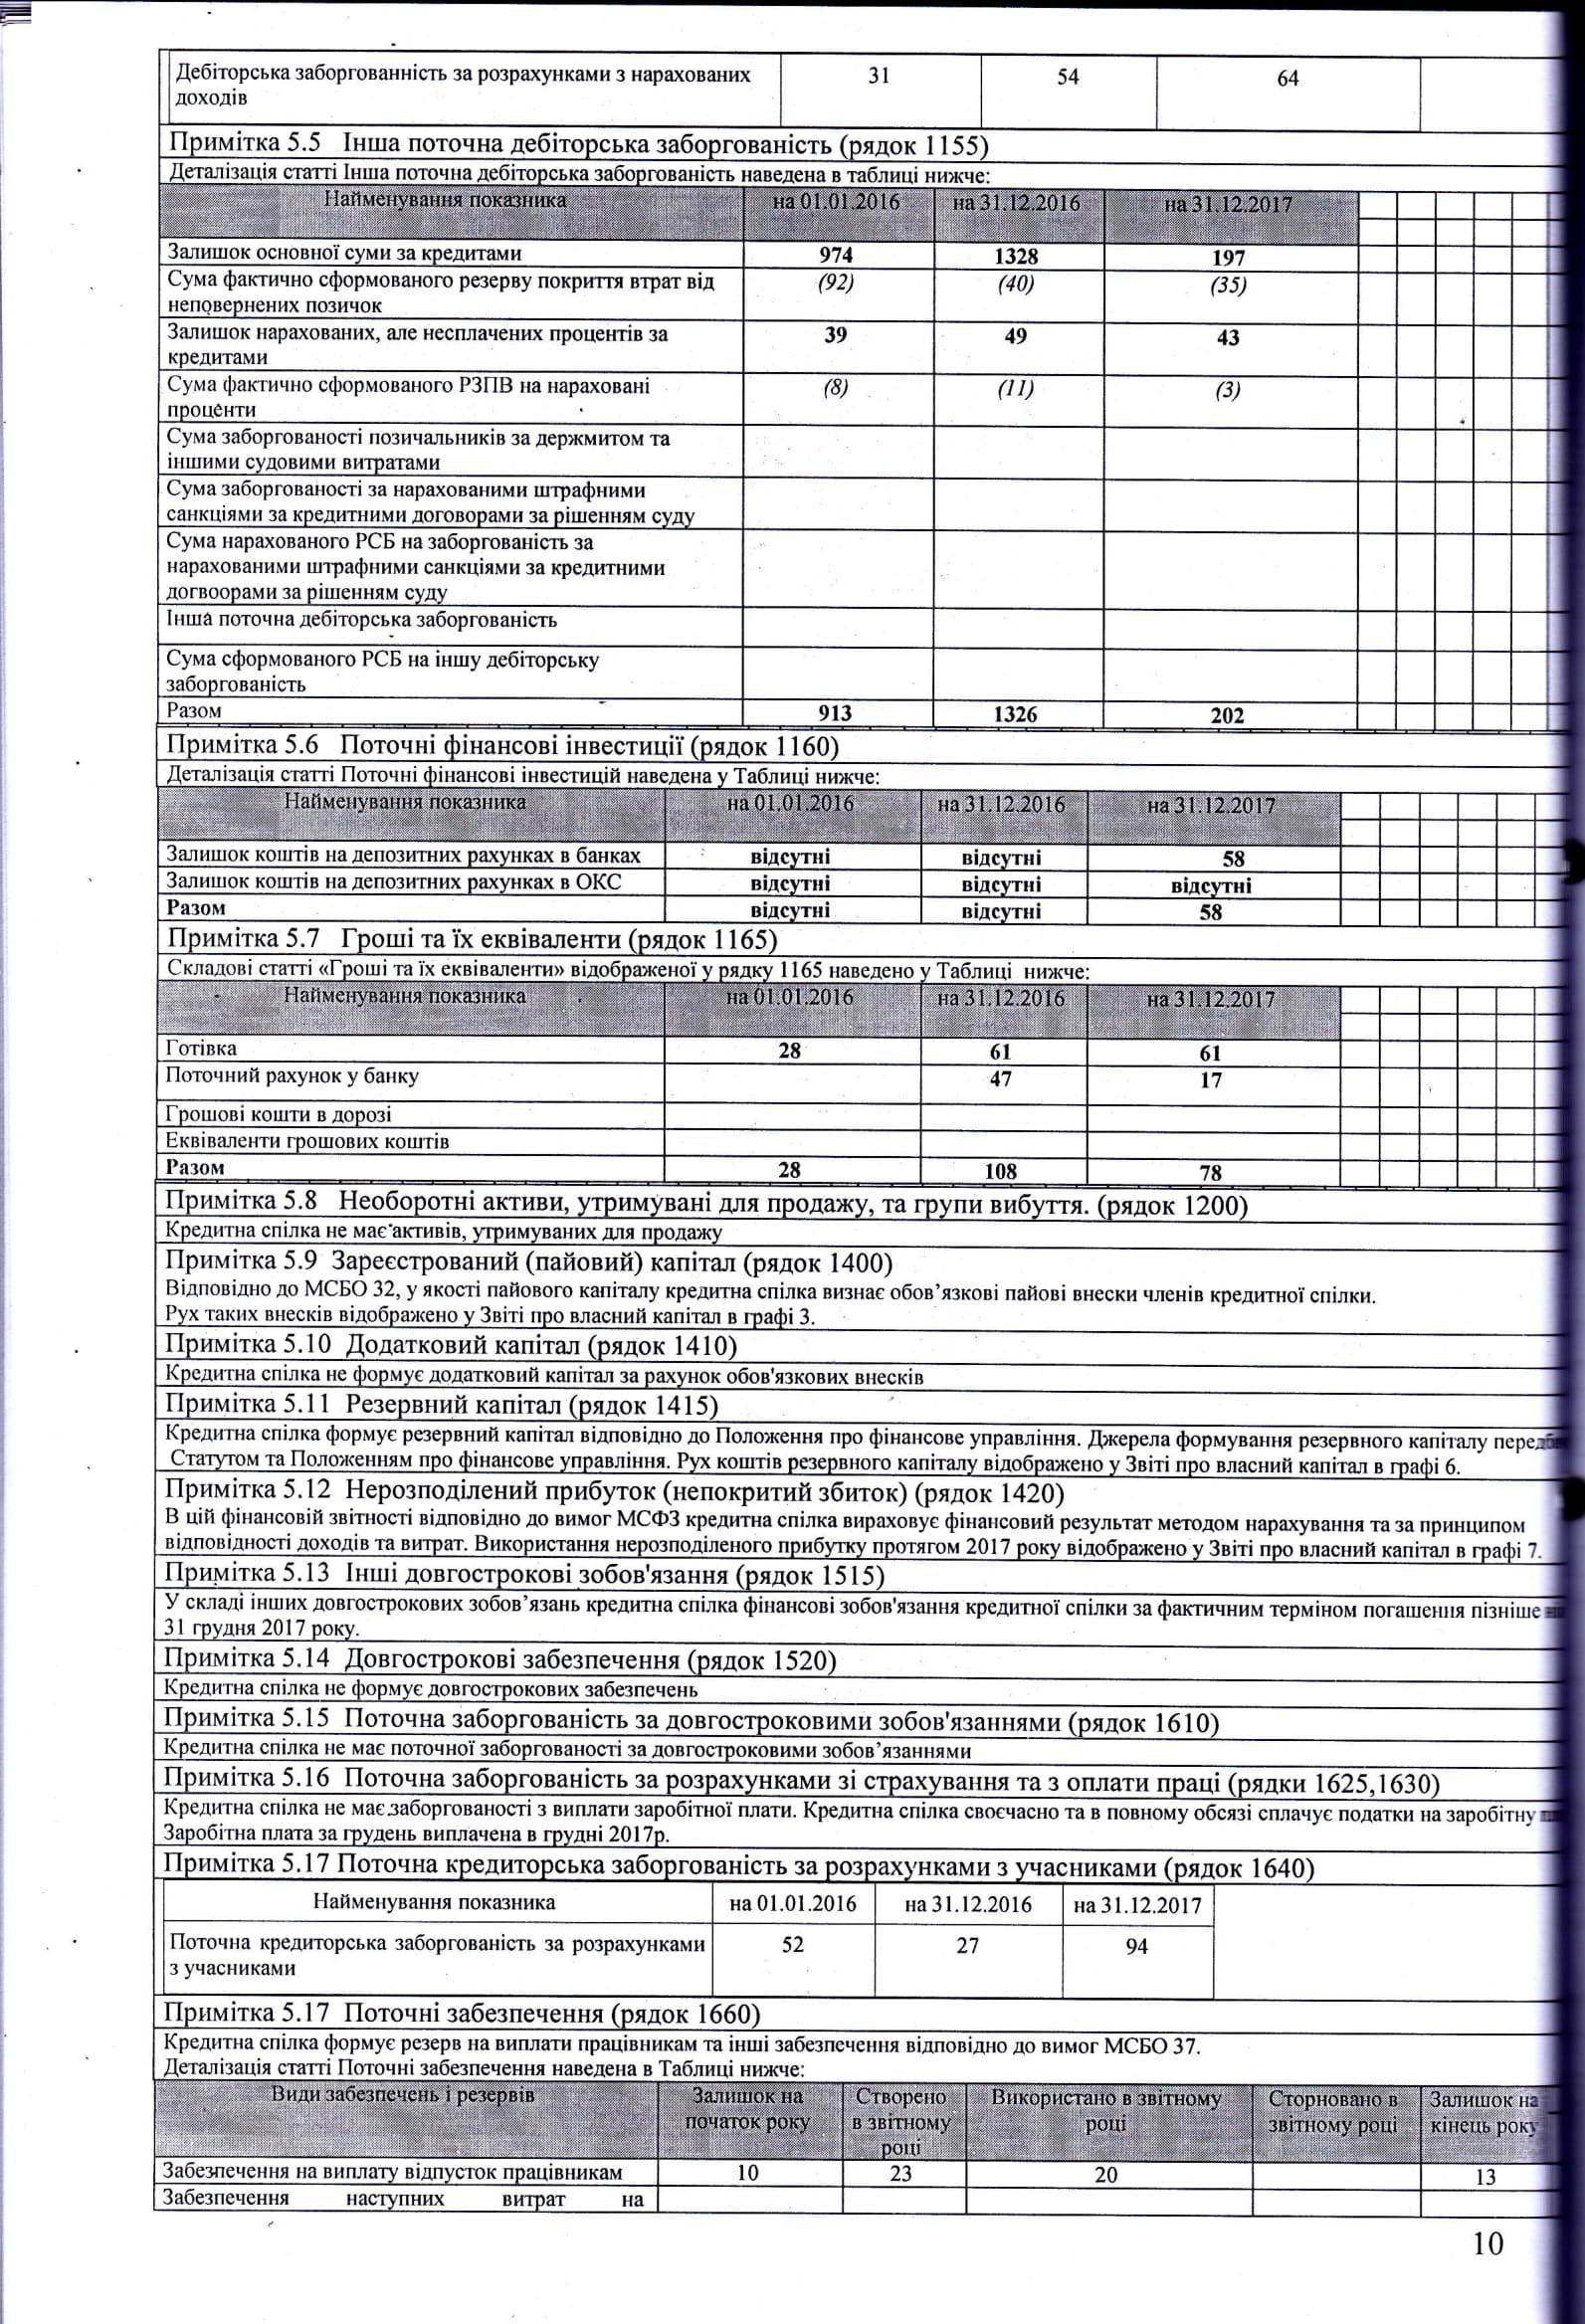 Дебіторська заборгованність за розрахунками з нарахованих 31 54 64
доходів
Примітка 5.5 Інша поточна дебіторська заборгованість (рядок 1155)
Деталізація статті Інша поточна дебіторська заборгованість наведена в таблиці нижче:
Найменування показника на 01.01.2016 на 31.12.2016 на 31.12.2017
Залишок основної суми за кредитами 974 1328 197
Сума фактично сформованого резерву покриття втрат від (92) (40) (35)
неповернених позичок
Залишок нарахованих, але несплачених процентів за 39 49 43
кредитами
Сума фактично сформованого РЗПВ на нараховані (8) (11) (3)
проценти
Сума заборгованості позичальників за держмитом та
іншими судовими витратами
Сума заборгованості за нарахованими штрафними
санкціями за кредитними договорами за рішенням суду
Сума нарахованого РСБ на заборгованість за
нарахованими штрафними санкціями за кредитними
догвоорами за рішенням суду
Інша поточна дебіторська заборгованість
Сума сформованого РСБ на іншу дебіторську
заборгованість
Разом 913 1326 202
Примітка 5.6 Поточні фінансові інвестиції (рядок 1160)
Деталізація статті Поточні фінансові інвестицій наведена у Таблиці нижче:
Найменування показника на 01.01.2016 на 31.12.2016 на 31.12.2017
Залишок коштів на депозитних рахунках в банках відсутні відсутні 58
Залишок коштів на депозитних рахунках в ОКС відсутні відсутні відсутні
Разом відсутні відсутні 58
Примітка 5.7 Гроші та їх еквіваленти (рядок 1165)
Складові статті «Гроші та їх еквіваленти» відображеної у рядку 1165 наведено у Таблиці нижче:
Найменування показника на 01.01.2016 на 31.12.2016 на 31.12.2017
Готівка 28 61 61
Поточний рахунок у банку 47 17
Грошові кошти в дорозі
Еквіваленти грошових коштів
Разом 28 108 78
Примітка 5.8 Необоротні активи, утримувані для продажу, та групи вибуття. (рядок 1200)
Кредитна спілка не має активів, утримуваних для продажу
Примітка 5.9 Зареєстрований (пайовий) капітал (рядок 1400)
Відповідно до МСБО 32, у якості пайового капіталу кредитна спілка визнає обов’язкові пайові внески членів кредитної спілки.
Рух таких внесків відображено у Звіті про власний капітал в графі 3.
Примітка 5.10 Додатковий капітал (рядок 1410)
Кредитна спілка не формує додатковий капітал за рахунок обов'язкових внесків
Примітка 5.11 Резервний капітал (рядок 1415)
Кредитна спілка формує резервний капітал відповідно до Положення про фінансове управління. Джерела формування резервного капіталу
Статутом та Положенням про фінансове управління. Рух коштів резервного капіталу відображено у Звіті про власний капітал в графі 6.
Примітка 5.12 Нерозподілений прибуток (непокритий збиток) (рядок 1420)
В цій фінансовій звітності відповідно до вимог МСФЗ кредитна спілка вираховує фінансовий результат методом нарахування та за принципом
відповідності доходів та витрат. Використання нерозподіленого прибутку протягом 2017 року відображено у Звіті про власний капітал в графі 7.
Примітка 5.13 Інші довгострокові зобов'язання (рядок 1515)
У складі інших довгострокових зобов’язань кредитна спілка фінансові зобов'язання кредитної спілки за фактичним терміном погашення пізніше
31 грудня 2017 року.
Примітка 5.14 Довгострокові забезпечення (рядок 1520)
Кредитна спілка не формує довгострокових забезпечень
Примітка 5.15 Поточна заборгованість за довгостроковими зобов'язаннями (рядок 1610)
Кредитна спілка не має поточної заборгованості за довгостроковими зобов’язаннями
Примітка 5.16 Поточна заборгованість за розрахунками зі страхування та з оплати праці (рядки 1625,1630)
Кредитна спілка не має заборгованості з виплати заробітної плати. Кредитна спілка своєчасно та в повному обсязі сплачує податки на заробітну
Заробітна плата за грудень виплачена в грудні 2017р.
Примітка 5.17 Поточна кредиторська заборгованість за розрахунками з учасниками (рядок 1640)
Найменування показника на 01.01.2016 на 31.12.2016 на 31.12.2017
Поточна кредиторська заборгованість за розрахунками 52 27 94
з учасниками
Примітка 5.17 Поточні забезпечення (рядок 1660)
Кредитна спілка формує резерв на виплати працівникам та інші забезпечення відповідно до вимог МСБО 37.
Деталізація статті Поточні забезпечення наведена в Таблиці нижче:
Види забезпечень і резервів Залишок на Створено Використано в звітному Сторновано в Залишок на
початок року в звітному році звітному році кінець року
році
Забезпечення на виплату відпусток працівникам 10 23 20 13
Забезпечення наступних витрат на
10